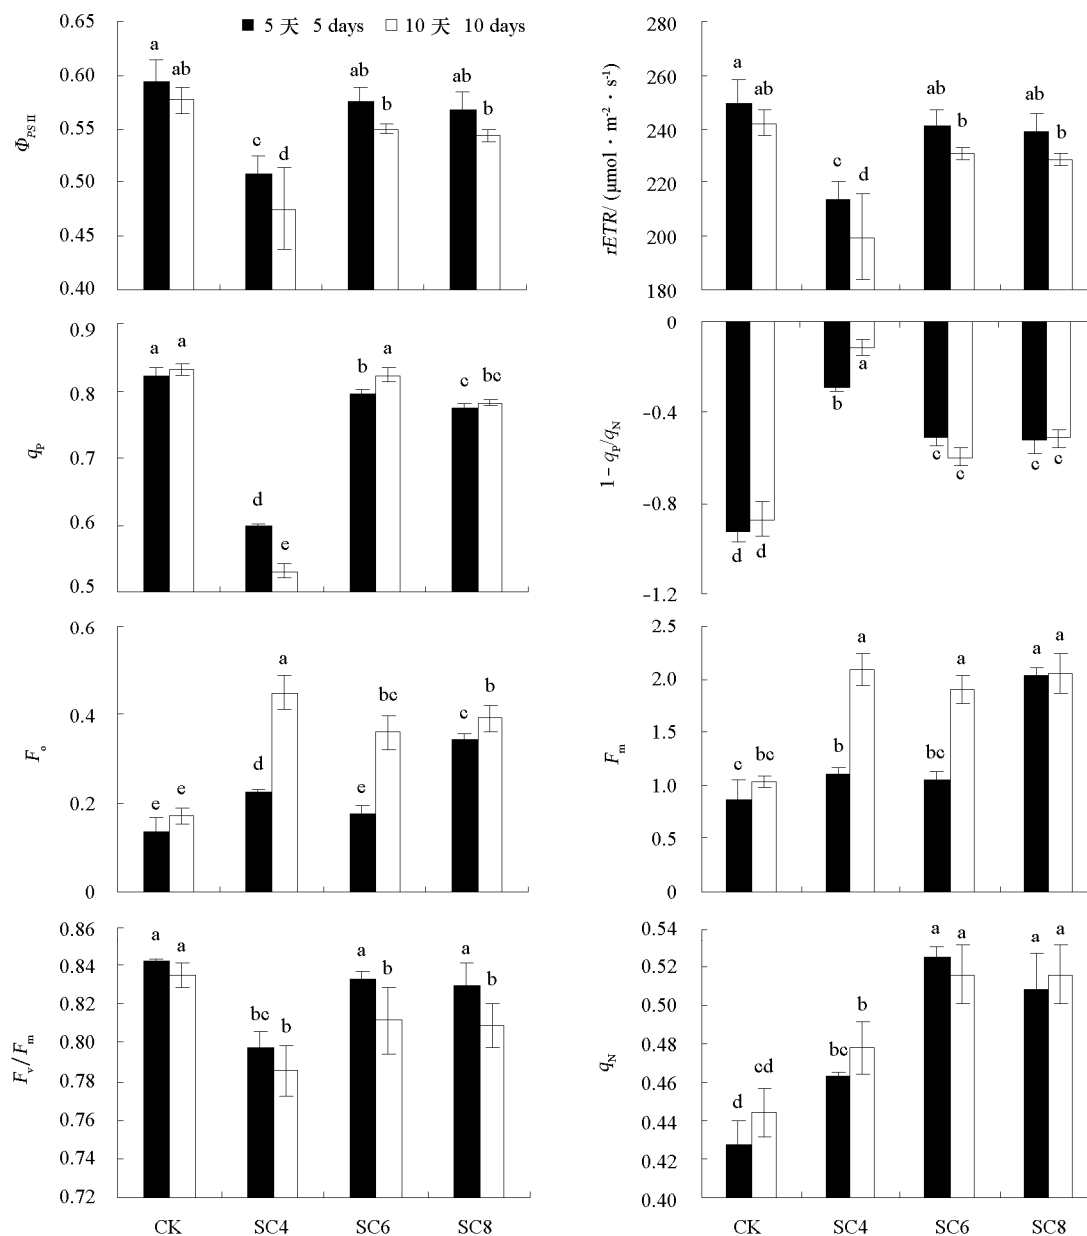 5 天 5 days 10 天 10 days
0.65
0.60
0.55
0.50
0.45
0.40
Φ_PSⅡ
a ab c d ab b ab b
280
260
240
220
200
180
rETR/ (μmol · m⁻² · s⁻¹)
a ab c d ab b ab b
0.9
0.8
0.7
0.6
0.5
q_P
a a d e b a c bc
0
-0.4
-0.8
-1.2
1-q_P/q_N
d d b a c c c c
0.6
0.4
0.2
0
F_o
e e d a e bc c b
2.5
2.0
1.5
1.0
0.5
0
F_m
c bc b a bc a a a
0.86
0.84
0.82
0.80
0.78
0.76
0.74
0.72
F_v/F_m
a a bc b a b a b
CK SC4 SC6 SC8
0.54
0.52
0.50
0.48
0.46
0.44
0.42
0.40
q_N
d cd bc b a a a a
CK SC4 SC6 SC8